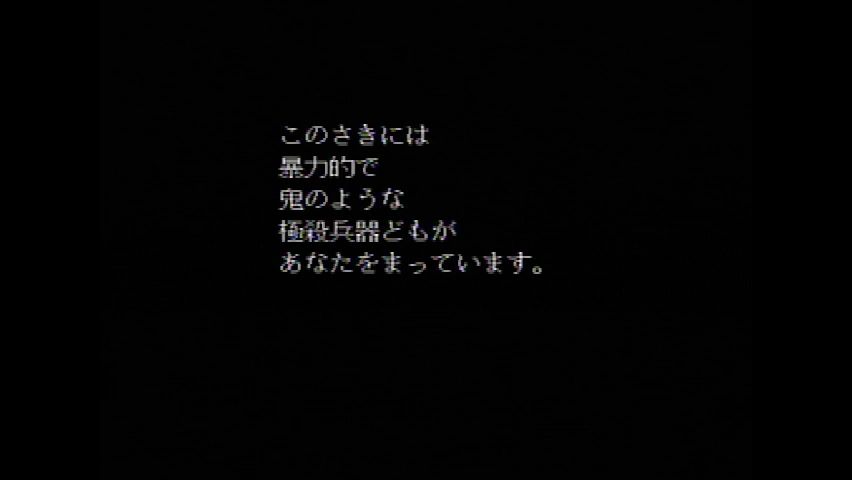 このさきには
暴力的で
鬼のような
極殺兵器どもが
あなたをまっています。